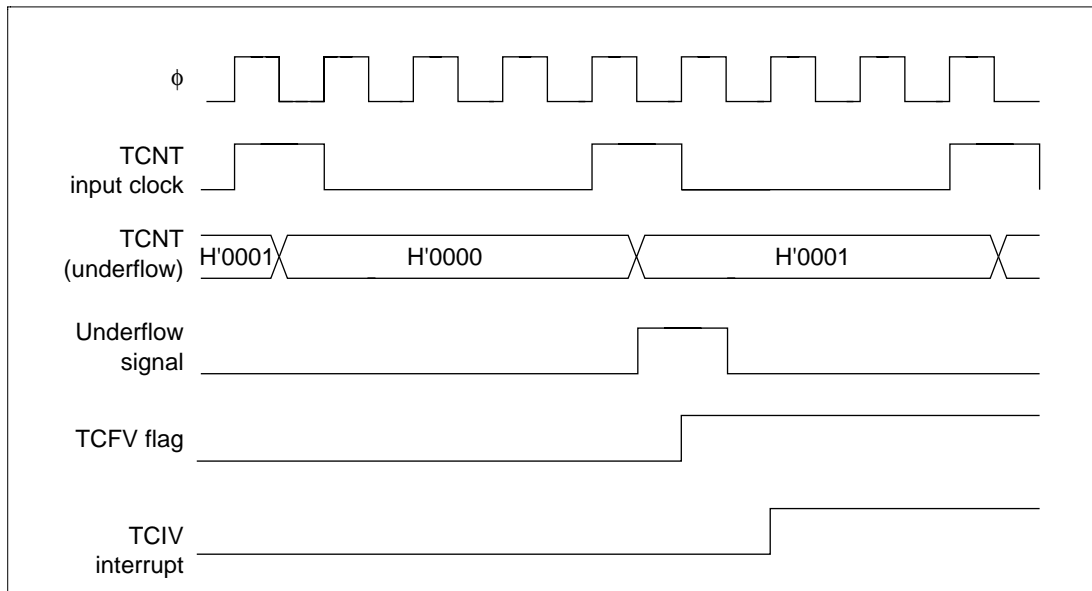 ϕ
TCNT
input clock
TCNT
(underflow)
H'0001 H'0000 H'0001
Underflow
signal
TCFV flag
TCIV
interrupt